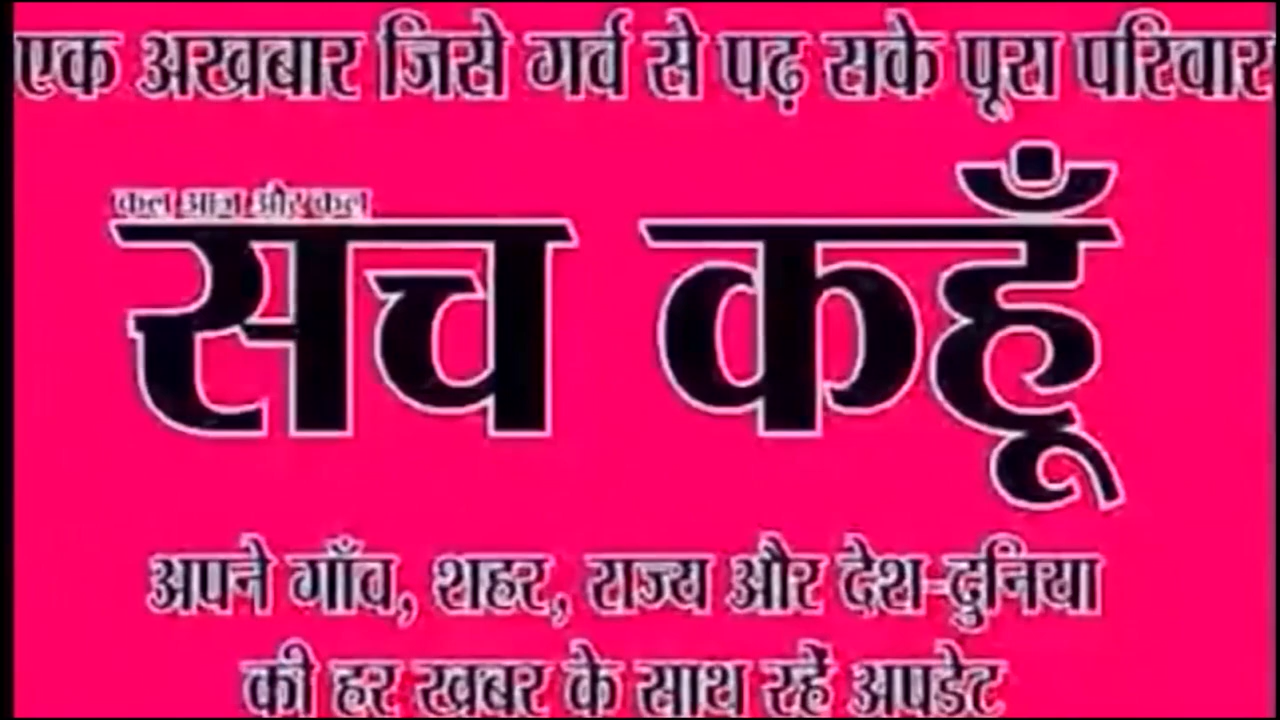 एक अखबार जिसे गर्व से पढ़ सके पूरा परिवार
कल आज और कल
सच कहूँ
अपने गाँव, शहर, राज्य और देश-दुनिया
की हर खबर के साथ रहें अपडेट